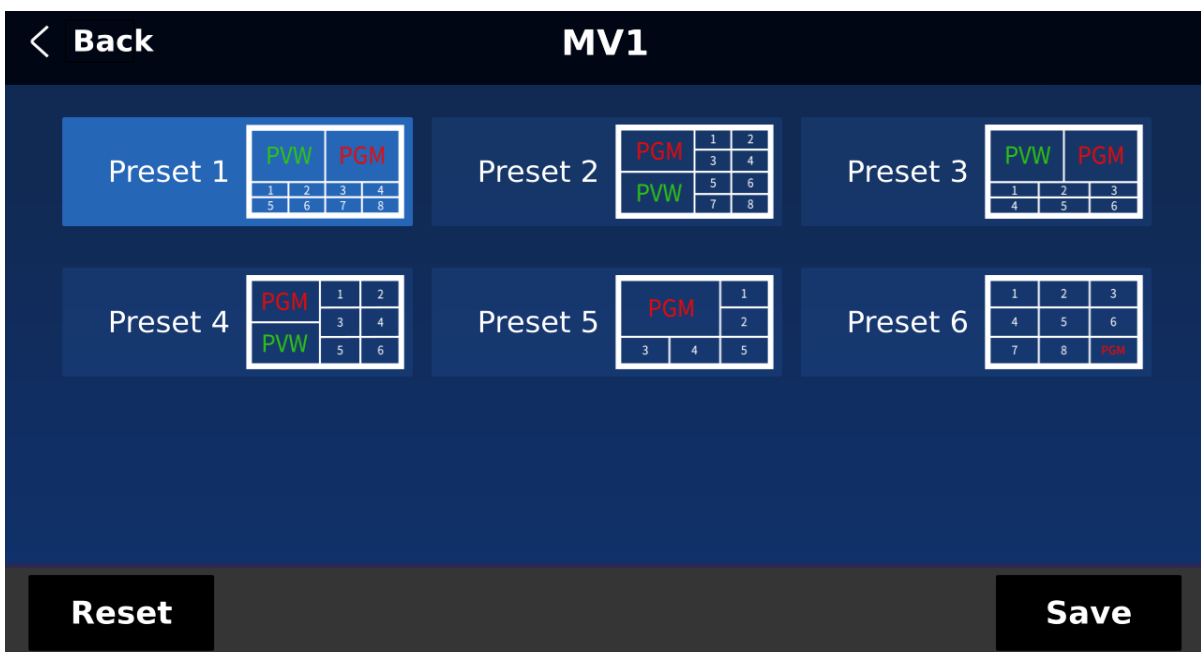 Back MV1
Preset 1 PVW PGM 1 2 3 4 5 6 7 8
Preset 2 PGM PVW 1 2 3 4 5 6 7 8
Preset 3 PVW PGM 1 2 3 4 5 6
Preset 4 PGM PVW 1 2 3 4 5 6
Preset 5 PGM 1 2 3 4 5
Preset 6 1 2 3 4 5 6 7 8 PGM
Reset Save